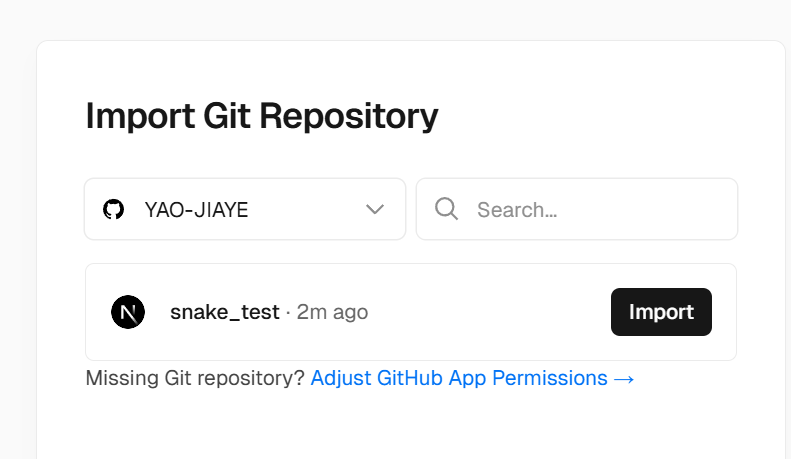 Import Git Repository
YAO-JIAYE
Search...
snake_test · 2m ago
Import
Missing Git repository? Adjust GitHub App Permissions →